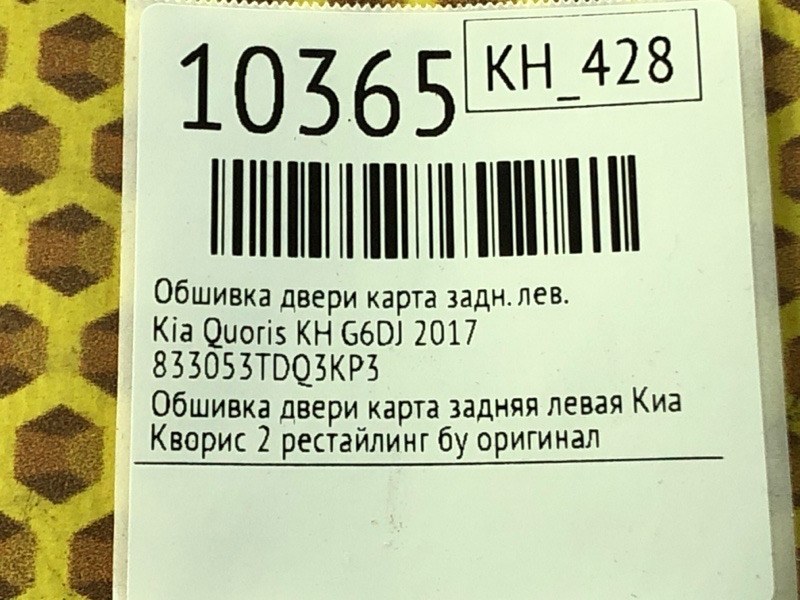 10365
KH_428
Обшивка двери карта задн. лев.
Kia Quoris KH G6DJ 2017
833053TDQ3KP3
Обшивка двери карта задняя левая Киа
Кворис 2 рестайлинг бу оригинал